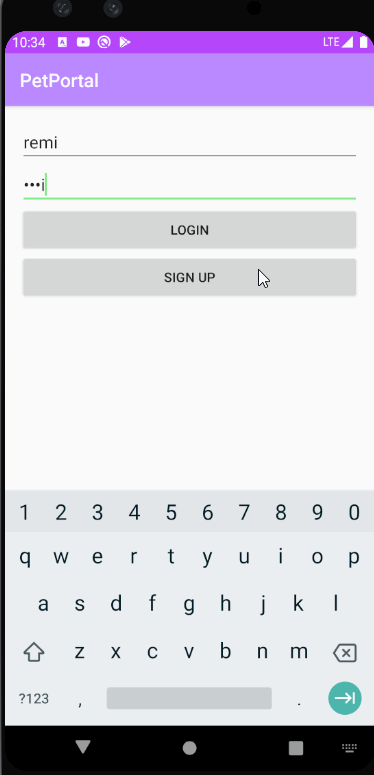 10:34
LTE
PetPortal
remi
•••i
LOGIN
SIGN UP
1 2 3 4 5 6 7 8 9 0
q w e r t y u i o p
a s d f g h j k l
z x c v b n m
?123 , .